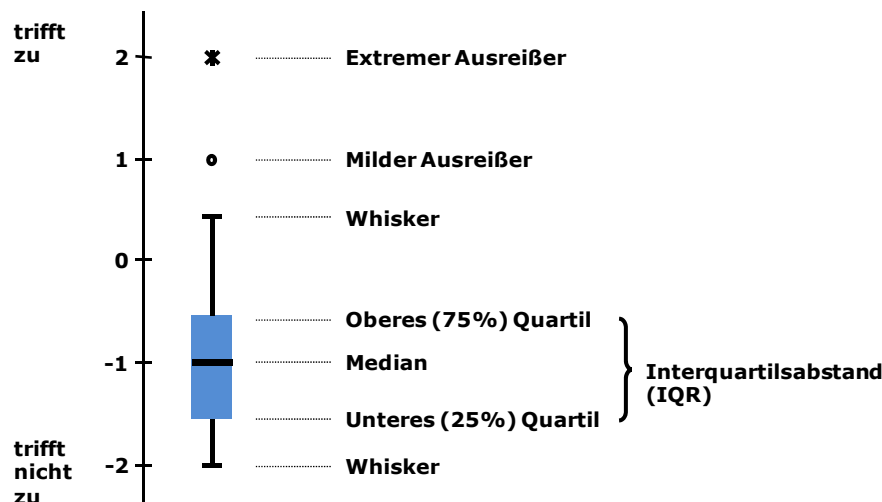 trifft
zu
2
Extremer Ausreißer
1
Milder Ausreißer
Whisker
0
Oberes (75%) Quartil
-1
Median
Interquartilsabstand
(IQR)
Unteres (25%) Quartil
trifft
nicht
zu
-2
Whisker